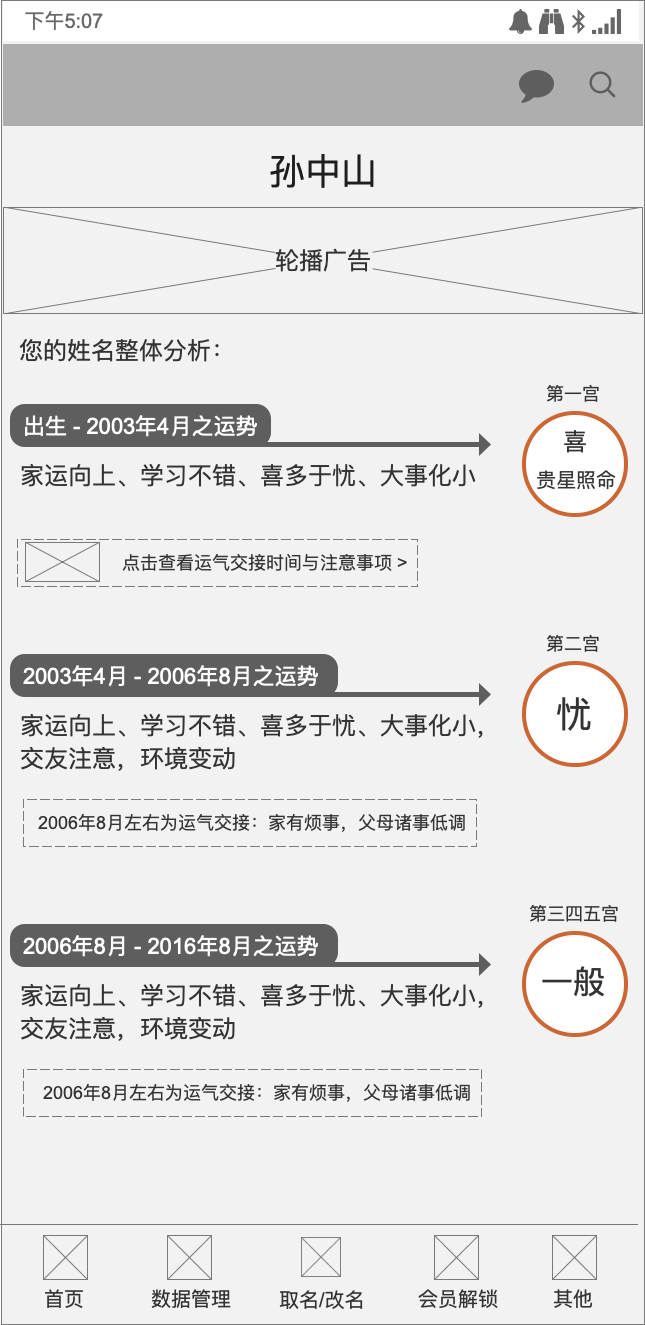 下午5:07
孙中山
轮播广告
您的姓名整体分析：
第一宫
出生 - 2003年4月之运势
喜
贵星照命
家运向上、学习不错、喜多于忧、大事化小
点击查看运气交接时间与注意事项 >
第二宫
2003年4月 - 2006年8月之运势
忧
家运向上、学习不错、喜多于忧、大事化小，
交友注意，环境变动
2006年8月左右为运气交接：家有烦事，父母诸事低调
第三四五宫
2006年8月 - 2016年8月之运势
一般
家运向上、学习不错、喜多于忧、大事化小，
交友注意，环境变动
2006年8月左右为运气交接：家有烦事，父母诸事低调
首页 数据管理 取名/改名 会员解锁 其他